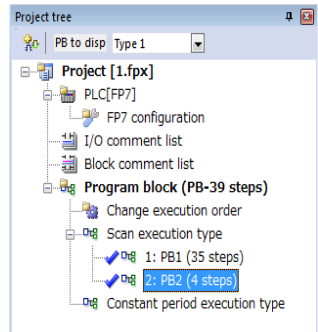 Project tree
PB to disp Type 1
Project [1.fpx]
PLC[FP7]
FP7 configuration
I/O comment list
Block comment list
Program block (PB-39 steps)
Change execution order
Scan execution type
1: PB1 (35 steps)
2: PB2 (4 steps)
Constant period execution type